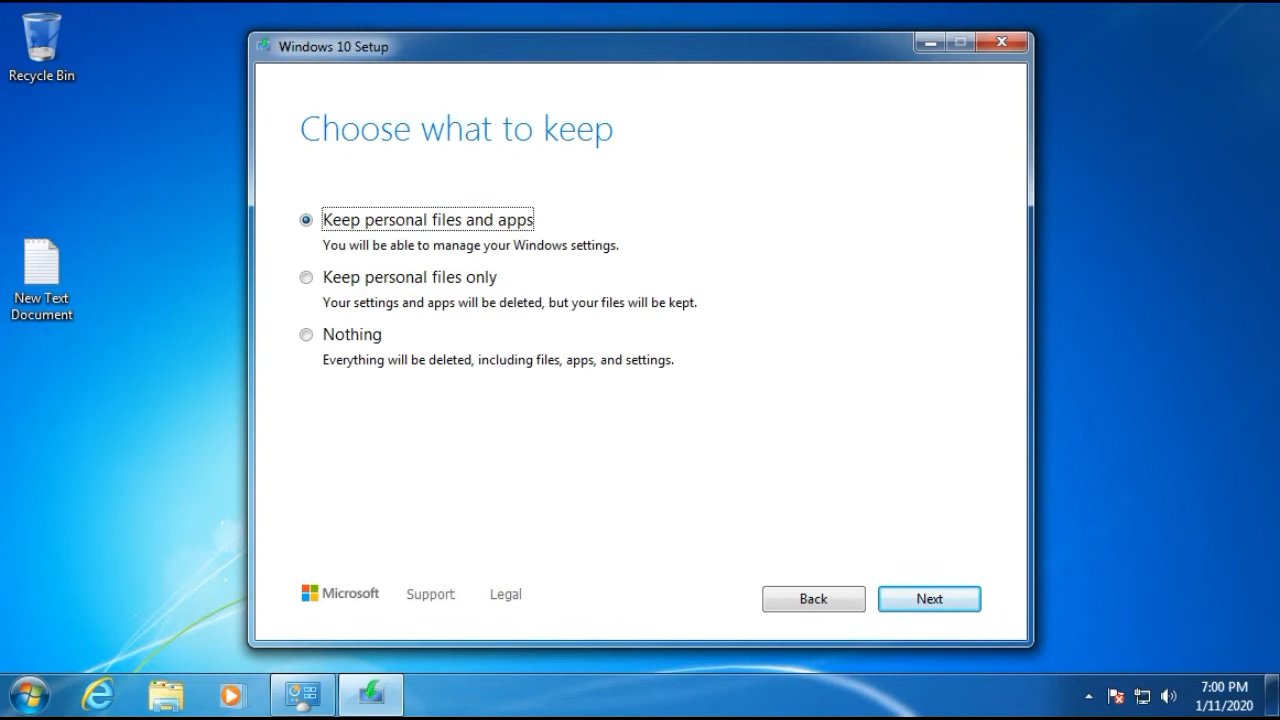 Recycle Bin
New Text
Document
Windows 10 Setup
Choose what to keep
Keep personal files and apps
You will be able to manage your Windows settings.
Keep personal files only
Your settings and apps will be deleted, but your files will be kept.
Nothing
Everything will be deleted, including files, apps, and settings.
Microsoft Support Legal
Back Next
7:00 PM
1/11/2020